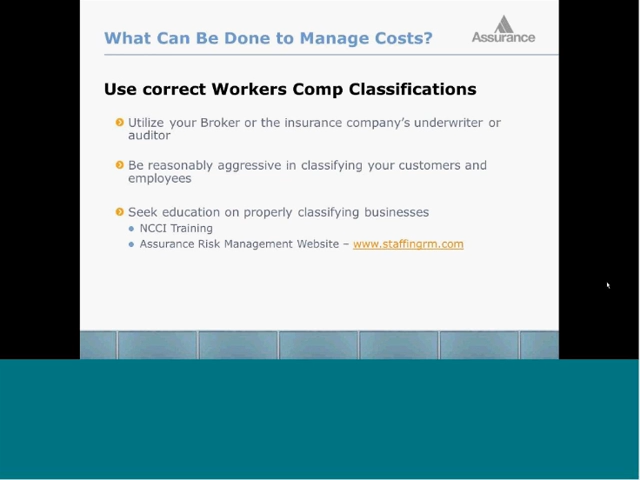 What Can Be Done to Manage Costs?
Assurance
Use correct Workers Comp Classifications
Utilize your Broker or the insurance company's underwriter or
auditor
Be reasonably aggressive in classifying your customers and
employees
Seek education on properly classifying businesses
NCCI Training
Assurance Risk Management Website – www.staffingrm.com